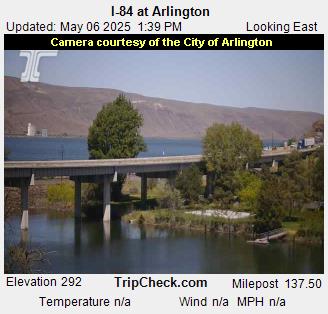 I-84 at Arlington
Updated: May 06 2025 1:39 PM Looking East
Camera courtesy of the City of Arlington
Elevation 292 TripCheck.com Milepost 137.50
Temperature n/a Wind n/a MPH n/a